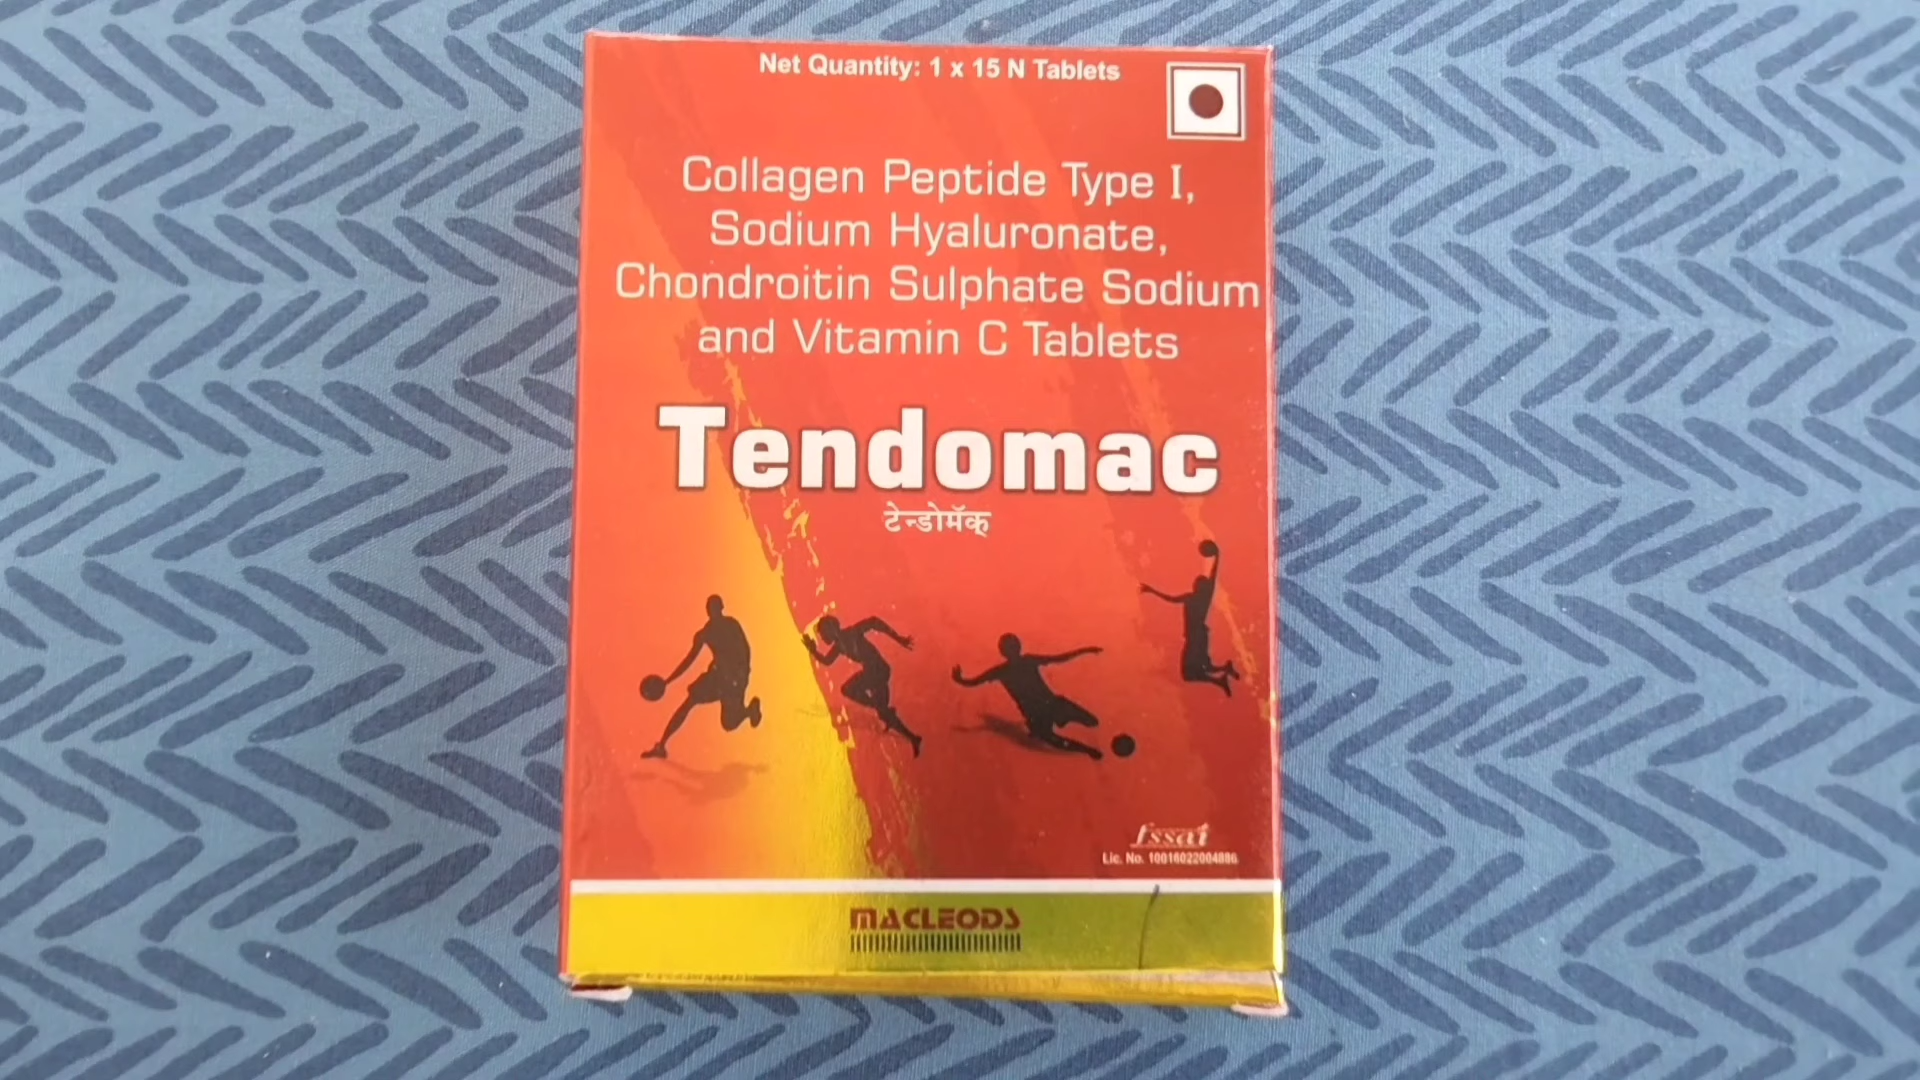 Net Quantity: 1 x 15 N Tablets
Collagen Peptide Type I,
Sodium Hyaluronate,
Chondroitin Sulphate Sodium
and Vitamin C Tablets
Tendomac
टेन्डोमॅक्
fssai
Lic. No. 10016022004886
MACLEODS